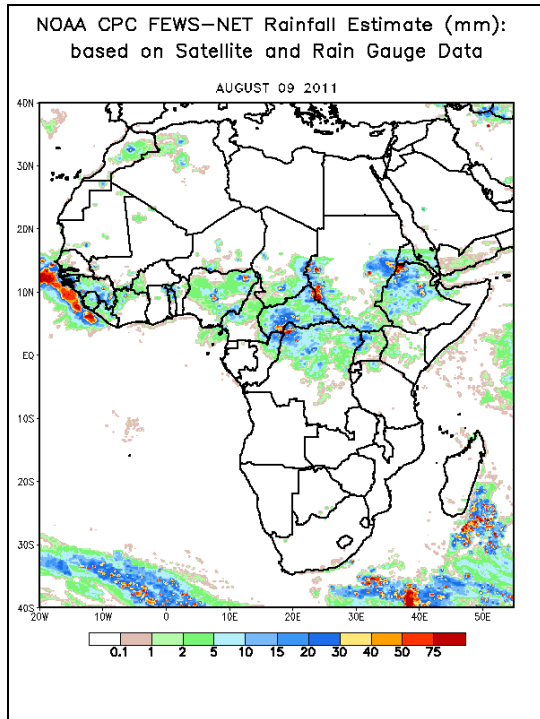 NOAA CPC FEWS-NET Rainfall Estimate (mm):
based on Satellite and Rain Gauge Data
AUGUST 09 2011
40N
30N
20N
10N
EQ
10S
20S
30S
40S
20W 10W 0 10E 20E 30E 40E 50E
0.1 1 2 5 10 15 20 30 40 50 75